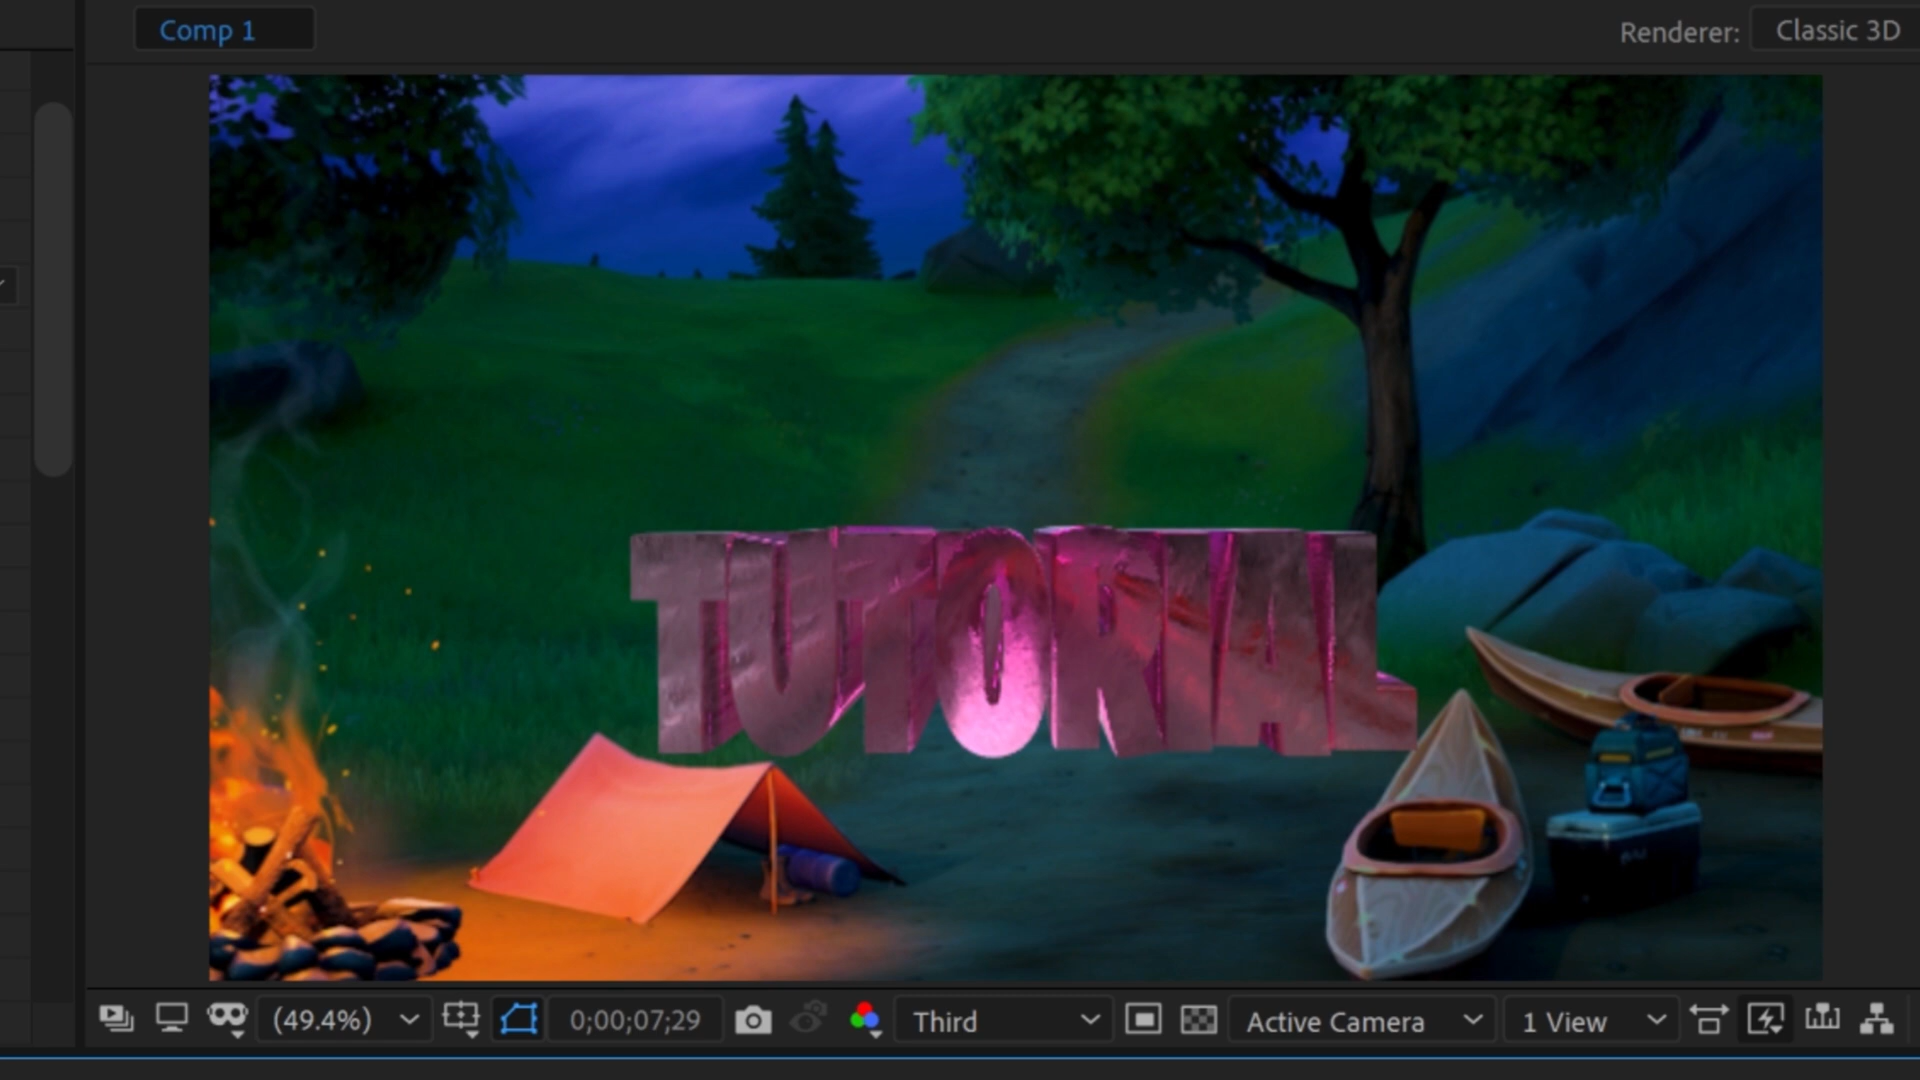 Comp 1
Renderer: Classic 3D
TUTORIAL
(49.4%) 0;00;07;29 Third Active Camera 1 View